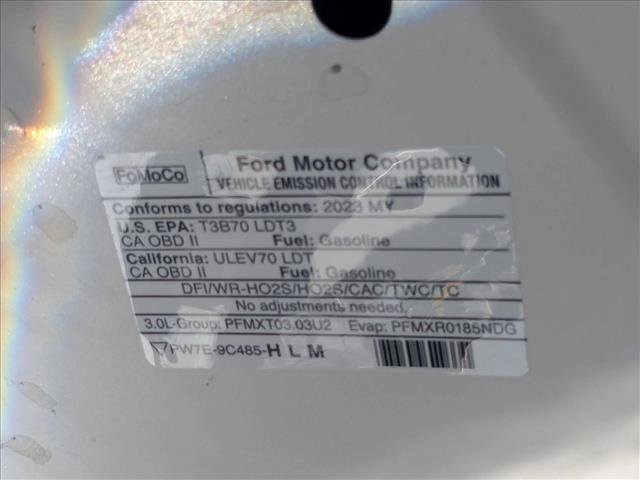 FoMoCo
Ford Motor Company
VEHICLE EMISSION CONTROL INFORMATION
Conforms to regulations: 2023 MY
U.S. EPA: T3B70 LDT3
CA OBD II Fuel: Gasoline
California: ULEV70 LDT
CA OBD II Fuel: Gasoline
DFI/WR-HO2S/HO2S/CAC/TWC/TC
No adjustments needed.
3.0L-Group: PFMXT03.03U2 Evap: PFMXR0185NDG
PW7E-9C485-H L M